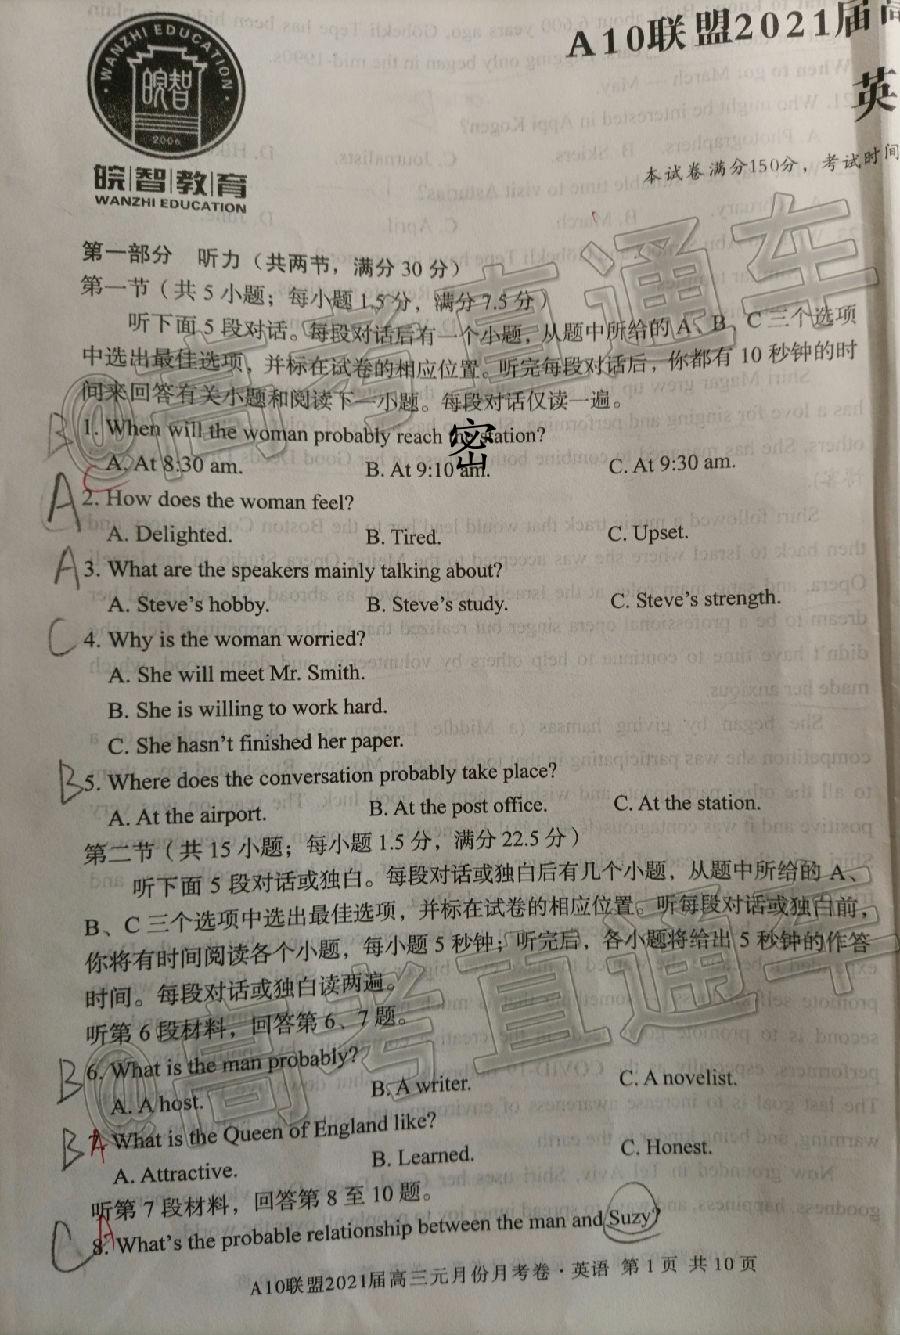 WANZHI EDUCATION
皖智
2006
皖智教育
WANZHI EDUCATION
A10联盟2021届高
英
本试卷满分150分，考试时间
第一部分 听力（共两节，满分 30 分）
第一节（共 5 小题；每小题 1.5 分，满分 7.5 分）
听下面 5 段对话。每段对话后有一个小题，从题中所给的 A、B、C 三个选项
中选出最佳选项，并标在试卷的相应位置。听完每段对话后，你都有 10 秒钟的时
间来回答有关小题和阅读下一小题。每段对话仅读一遍。
B 1. When will the woman probably reach station?
密
出
A. At 8:30 am. B. At 9:10 am. C. At 9:30 am.
C
A 2. How does the woman feel?
A. Delighted. B. Tired. C. Upset.
A 3. What are the speakers mainly talking about?
A. Steve's hobby. B. Steve's study. C. Steve's strength.
C 4. Why is the woman worried?
A. She will meet Mr. Smith.
B. She is willing to work hard.
C. She hasn't finished her paper.
B 5. Where does the conversation probably take place?
A. At the airport. B. At the post office. C. At the station.
第二节（共 15 小题；每小题 1.5 分，满分 22.5 分）
听下面 5 段对话或独白。每段对话或独白后有几个小题，从题中所给的 A、
B、C 三个选项中选出最佳选项，并标在试卷的相应位置。听每段对话或独白前，
你将有时间阅读各个小题，每小题 5 秒钟；听完后，各小题将给出 5 秒钟的作答
时间。每段对话或独白读两遍。
听第 6 段材料，回答第 6、7 题。
B 6. What is the man probably?
A. A host. B. A writer. C. A novelist.
B A What is the Queen of England like?
A. Attractive. B. Learned. C. Honest.
听第 7 段材料，回答第 8 至 10 题。
C A 8. What's the probable relationship between the man and Suzy?
A10联盟2021届高三元月份月考卷·英语 第 1 页 共 10 页
@高考直通车
@高考直通车